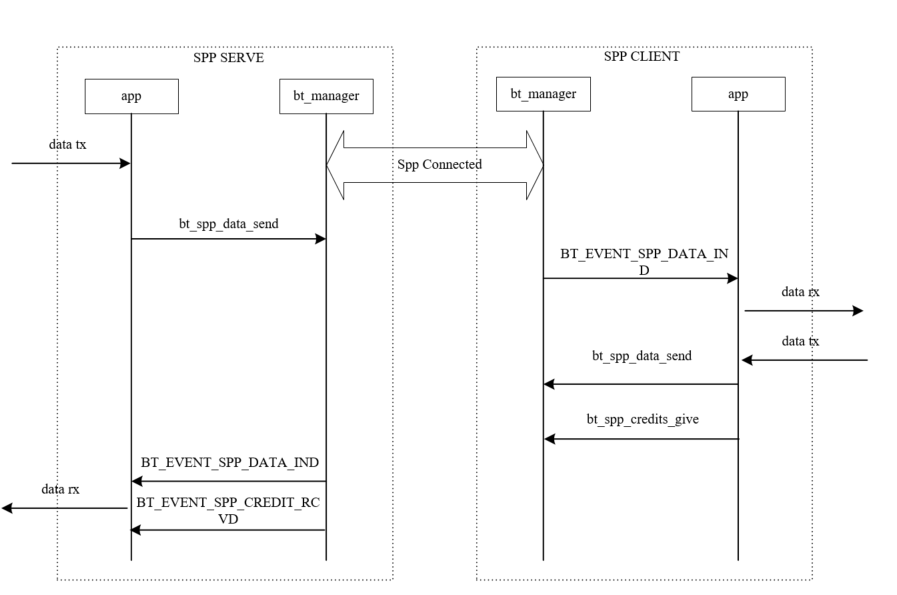 SPP SERVE
SPP CLIENT
app
bt_manager
bt_manager
app
data tx
Spp Connected
bt_spp_data_send
BT_EVENT_SPP_DATA_IN
D
data rx
data tx
bt_spp_data_send
bt_spp_credits_give
BT_EVENT_SPP_DATA_IND
data rx
BT_EVENT_SPP_CREDIT_RC
VD